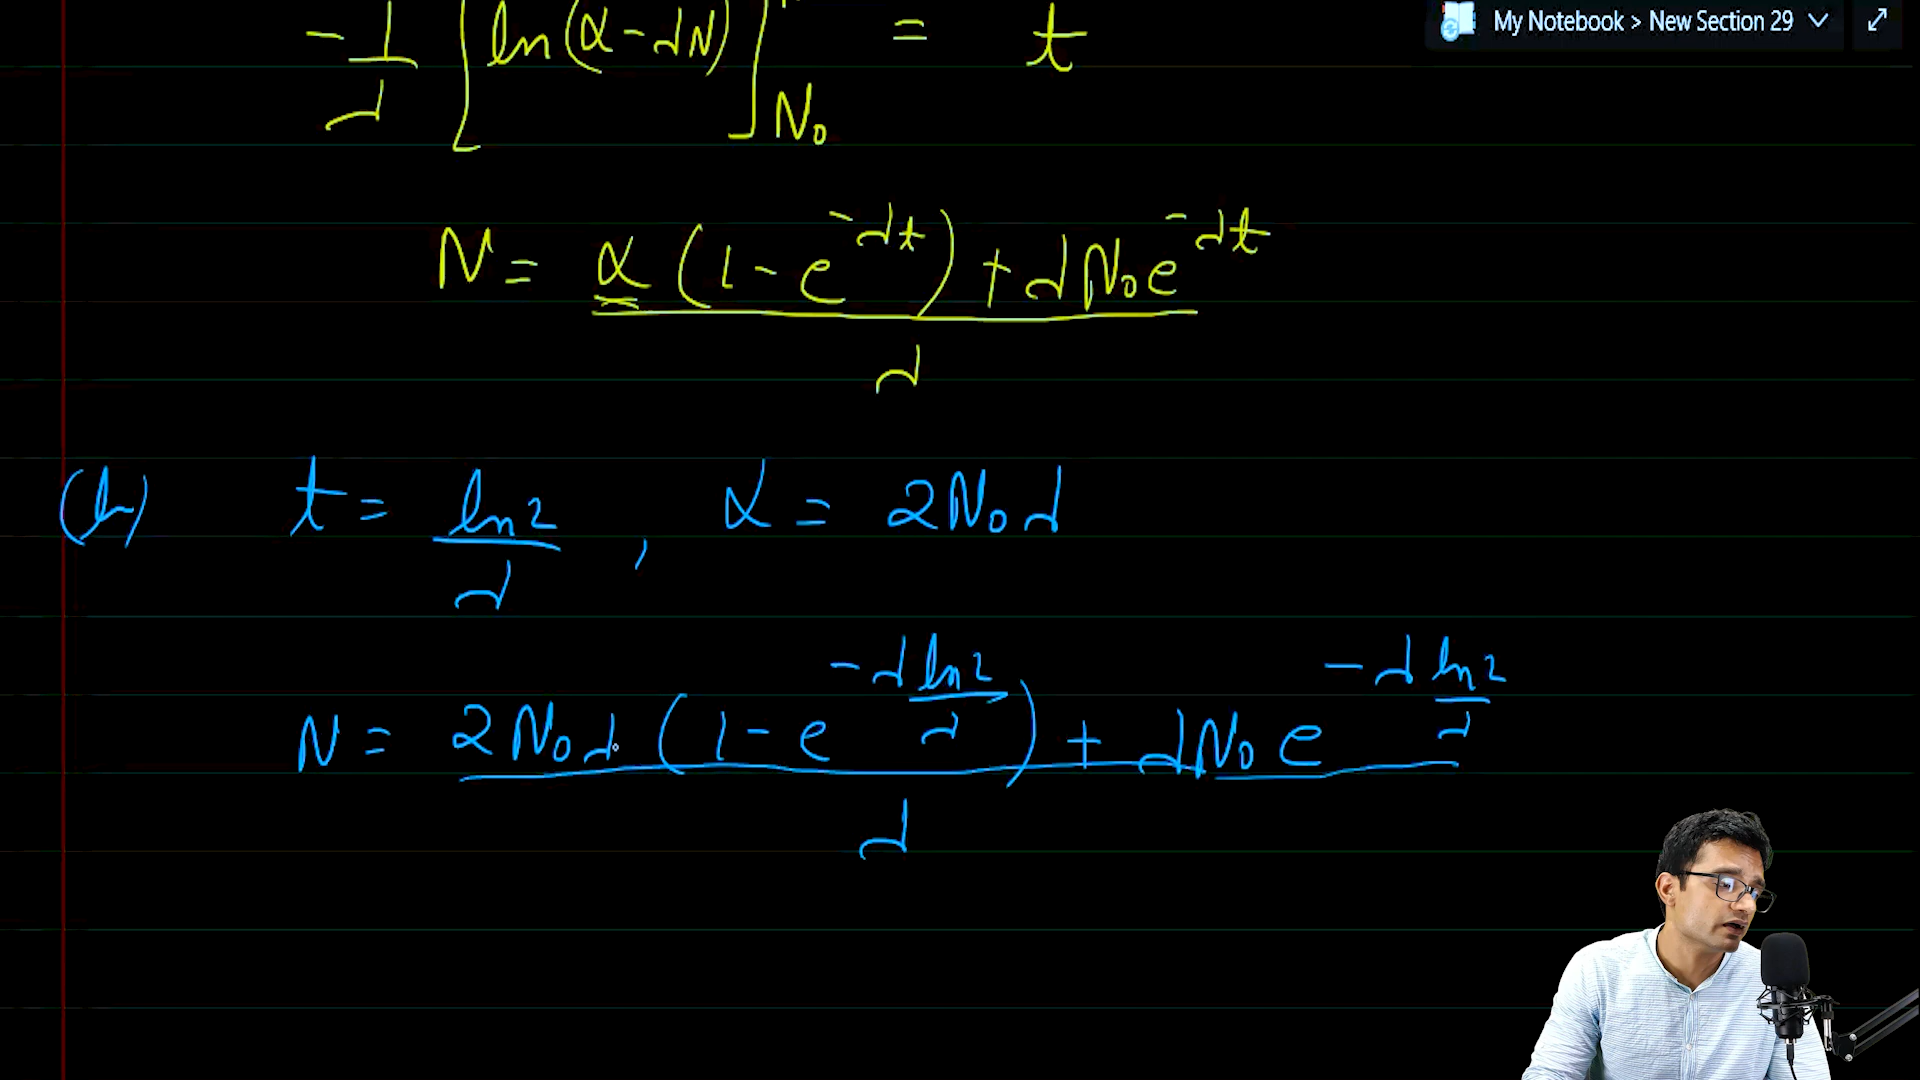 My Notebook > New Section 29
-1/λ [ln(α-λN)]_{N₀} = t
N = (α(1-e^{-λt}) + λN₀e^{-λt})/λ
(b) t = ln2/λ , α = 2N₀λ
N = (2N₀λ(1-e^{-λ ln2/λ}) + λN₀e^{-λ ln2/λ})/λ